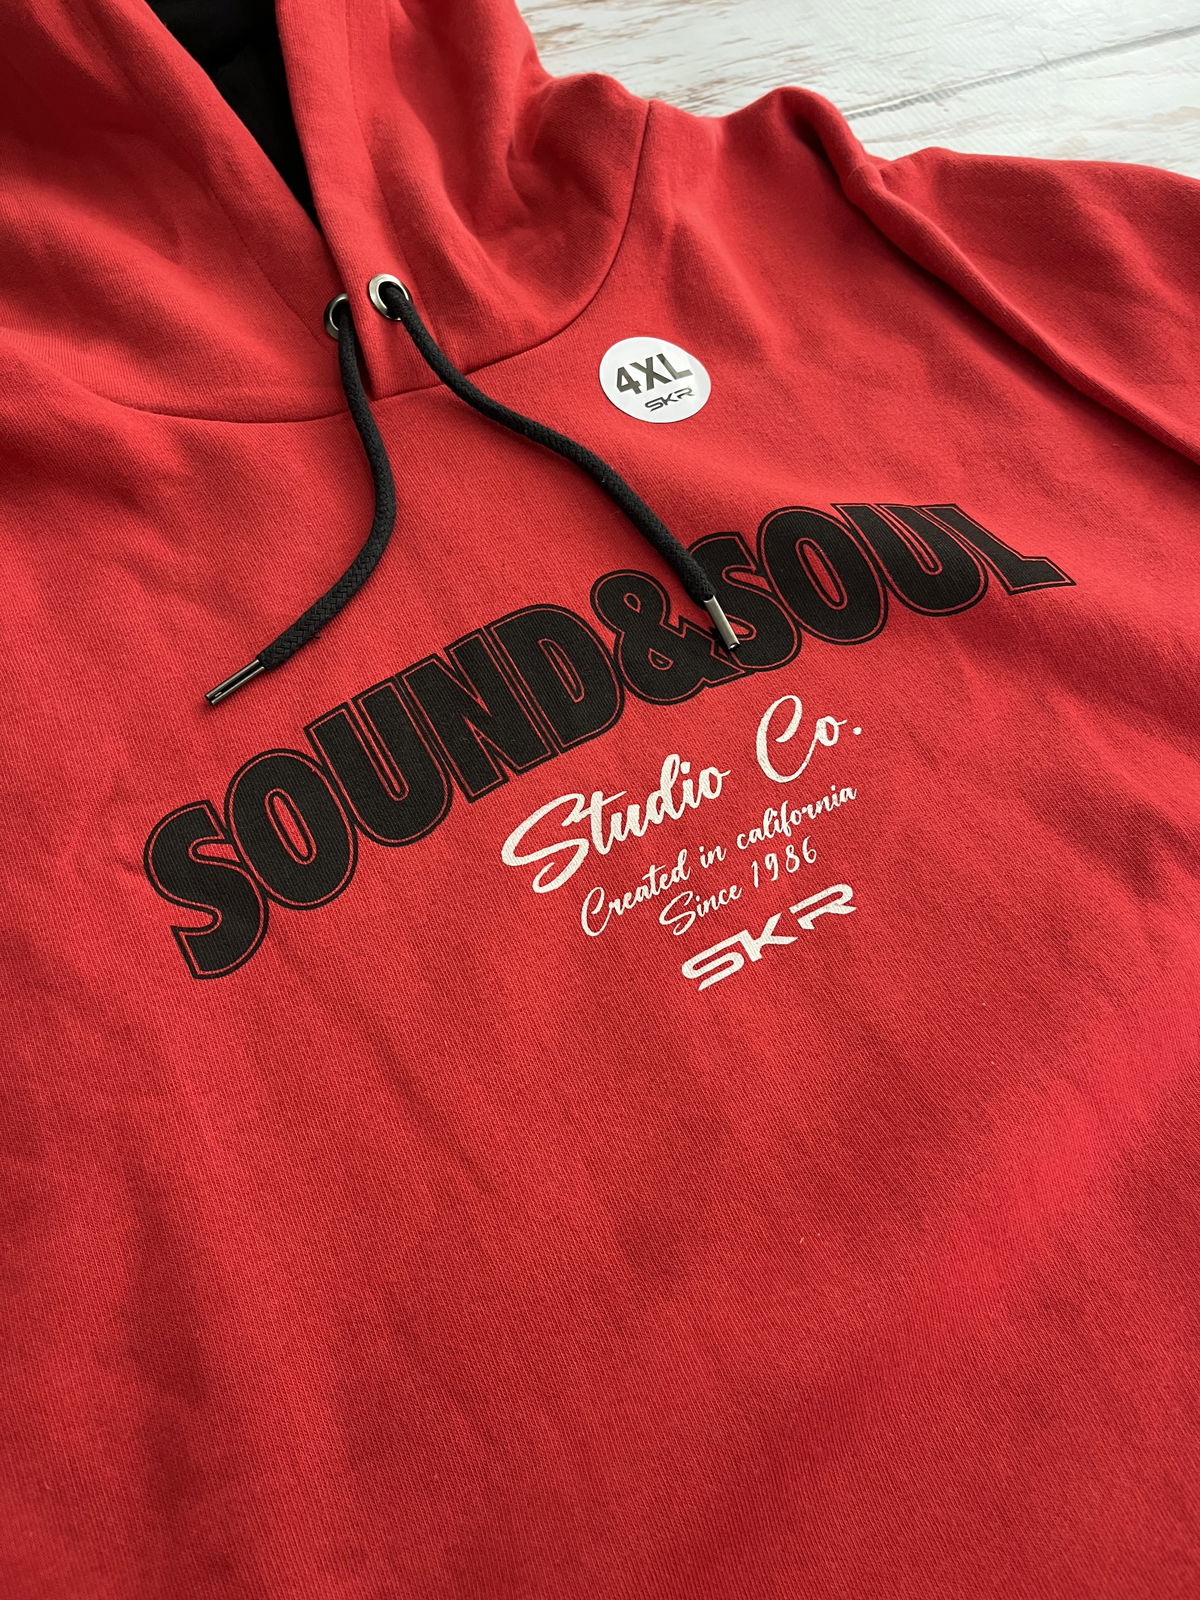 4XL
SKR
SOUND&SOUL
Studio Co.
Created in california
Since 1986
SKR